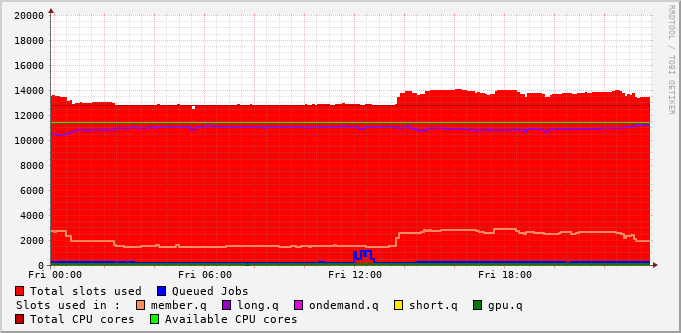 RRDTOOL / TOBI OETIKER
20000
18000
16000
14000
12000
10000
8000
6000
4000
2000
0
Fri 00:00 Fri 06:00 Fri 12:00 Fri 18:00
Total slots used Queued Jobs
Slots used in : member.q long.q ondemand.q short.q gpu.q
Total CPU cores Available CPU cores